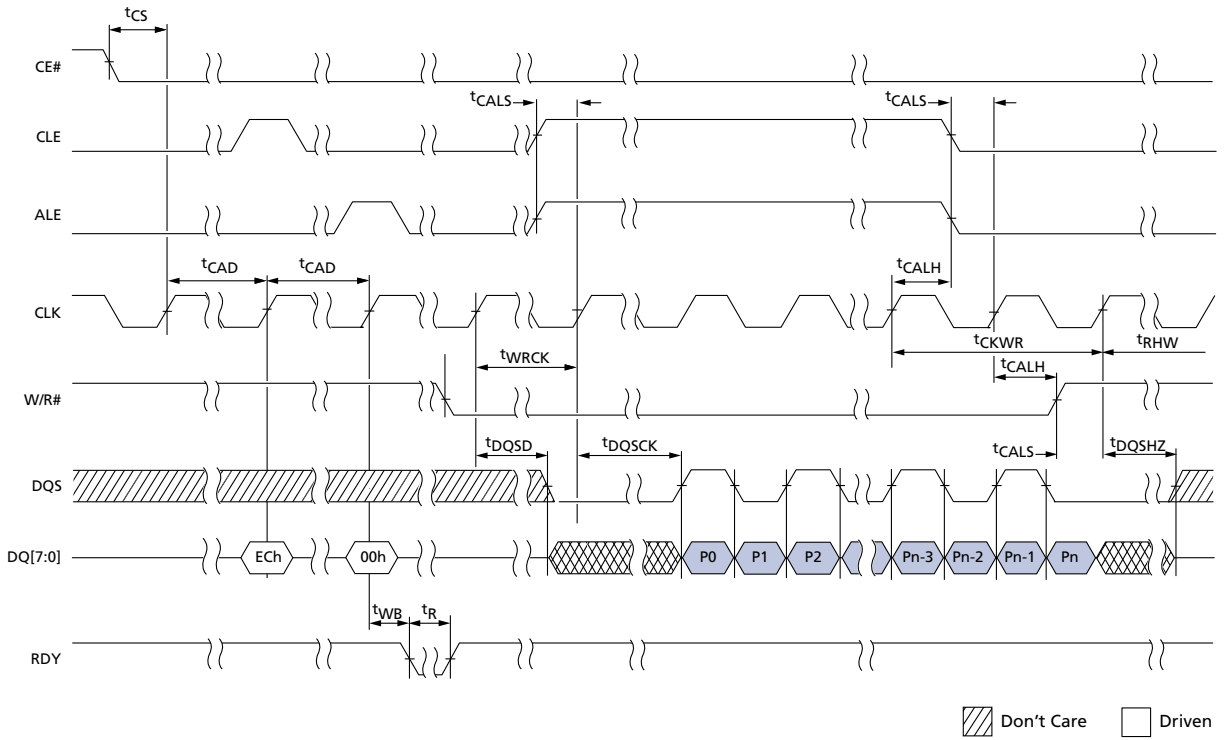 tCS
CE#
tCALS
tCALS
CLE
ALE
tCAD
tCAD
tCALH
CLK
tWRCK
tCKWR
tRHW
tCALH
W/R#
tDQSD
tDQSCK
tCALS
tDQSHZ
DQS
DQ[7:0]
ECh
00h
P0
P1
P2
Pn-3
Pn-2
Pn-1
Pn
tWB
tR
RDY
Don't Care
Driven